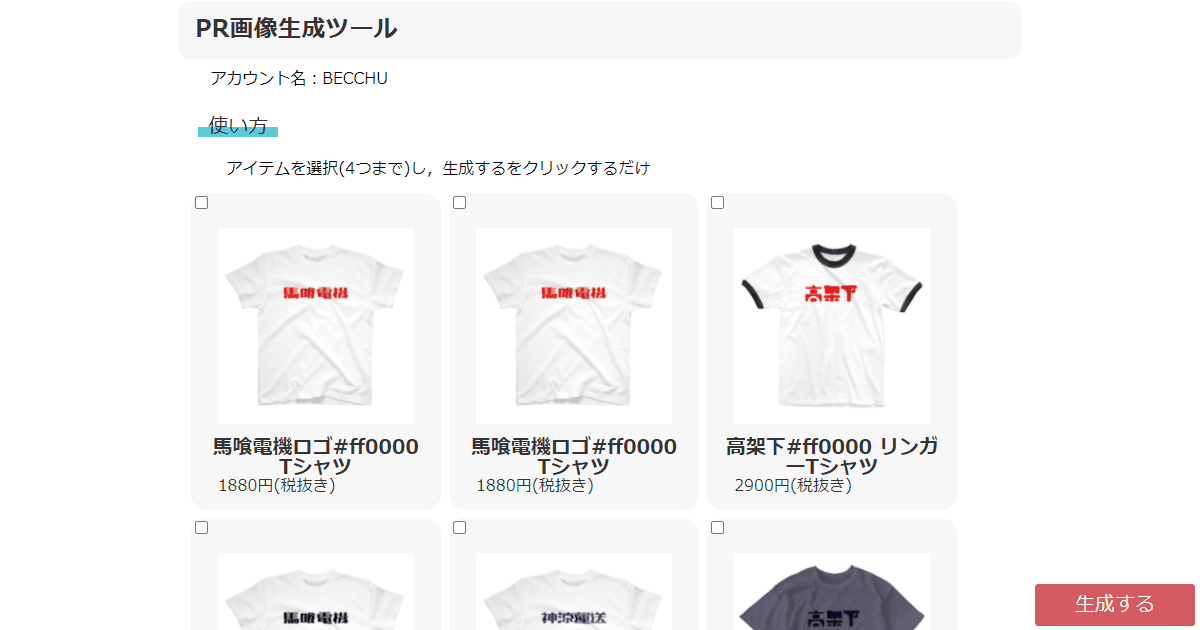 PR画像生成ツール
アカウント名：BECCHU
使い方
アイテムを選択(4つまで)し，生成するをクリックするだけ
馬喰電機
馬喰電機
高架下
馬喰電機ロゴ#ff0000
Tシャツ
1880円(税抜き)
馬喰電機ロゴ#ff0000
Tシャツ
1880円(税抜き)
高架下#ff0000 リンガ
ーTシャツ
2900円(税抜き)
馬喰電機
神涼運送
高架下
生成する